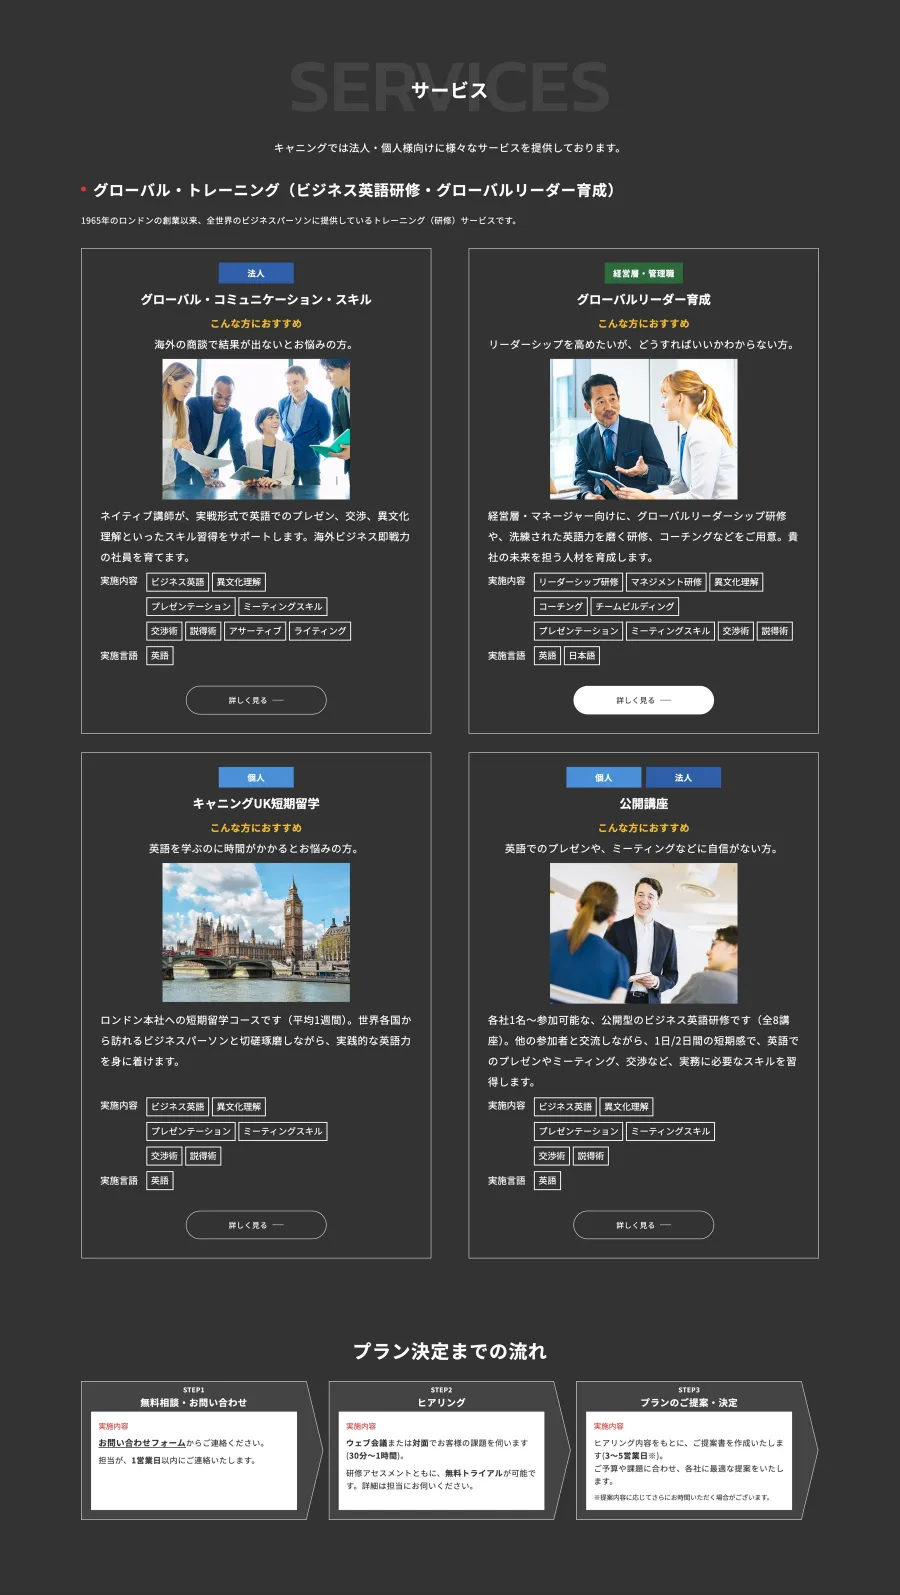 SERVICES
サービス
キャニングでは法人・個人様向けに様々なサービスを提供しております。
グローバル・トレーニング（ビジネス英語研修・グローバルリーダー育成）
1965年のロンドンの創業以来、全世界のビジネスパーソンに提供しているトレーニング（研修）サービスです。
法人
グローバル・コミュニケーション・スキル
こんな方におすすめ
海外の商談で結果が出ないとお悩みの方。
ネイティブ講師が、実戦形式で英語でのプレゼン、交渉、異文化
理解といったスキル習得をサポートします。海外ビジネス即戦力
の社員を育てます。
実施内容 ビジネス英語 異文化理解
プレゼンテーション ミーティングスキル
交渉術 説得術 アサーティブ ライティング
実施言語 英語
詳しく見る
経営層・管理職
グローバルリーダー育成
こんな方におすすめ
リーダーシップを高めたいが、どうすればいいかわからない方。
経営層・マネージャー向けに、グローバルリーダーシップ研修
や、洗練された英語力を磨く研修、コーチングなどをご用意。貴
社の未来を担う人材を育成します。
実施内容 リーダーシップ研修 マネジメント研修 異文化理解
コーチング チームビルディング
プレゼンテーション ミーティングスキル 交渉術 説得術
実施言語 英語 日本語
詳しく見る
個人
キャニングUK短期留学
こんな方におすすめ
英語を学ぶのに時間がかかるとお悩みの方。
ロンドン本社への短期留学コースです（平均1週間）。世界各国か
ら訪れるビジネスパーソンと切磋琢磨しながら、実践的な英語力
を身に着けます。
実施内容 ビジネス英語 異文化理解
プレゼンテーション ミーティングスキル
交渉術 説得術
実施言語 英語
詳しく見る
個人 法人
公開講座
こんな方におすすめ
英語でのプレゼンや、ミーティングなどに自信がない方。
各社1名〜参加可能な、公開型のビジネス英語研修です（全8講
座）。他の参加者と交流しながら、1日/2日間の短期感で、英語で
のプレゼンやミーティング、交渉など、実務に必要なスキルを習
得します。
実施内容 ビジネス英語 異文化理解
プレゼンテーション ミーティングスキル
交渉術 説得術
実施言語 英語
詳しく見る
プラン決定までの流れ
STEP1
無料相談・お問い合わせ
実施内容
お問い合わせフォームからご連絡ください。
担当が、1営業日以内にご連絡いたします。
STEP2
ヒアリング
実施内容
ウェブ会議または対面でお客様の課題を伺います
(30分〜1時間)。
研修アセスメントともに、無料トライアルが可能で
す。詳細は担当にお伺いください。
STEP3
プランのご提案・決定
実施内容
ヒアリング内容をもとに、ご提案書を作成いたしま
す(3〜5営業日※)。
ご予算や課題に合わせ、各社に最適な提案をいたし
ます。
※提案内容に応じてさらにお時間いただく場合がございます。